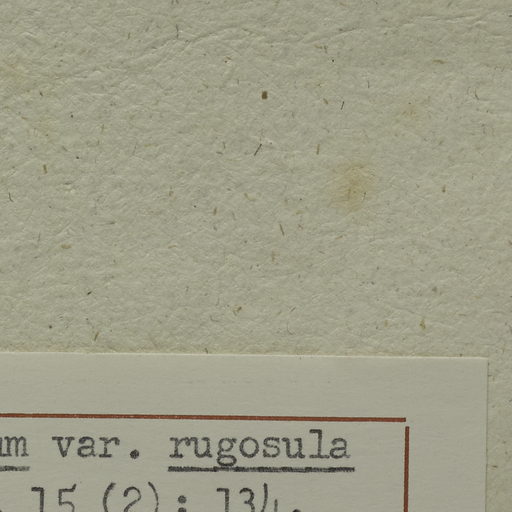 um var. rugosula
. 15 (2): 134.